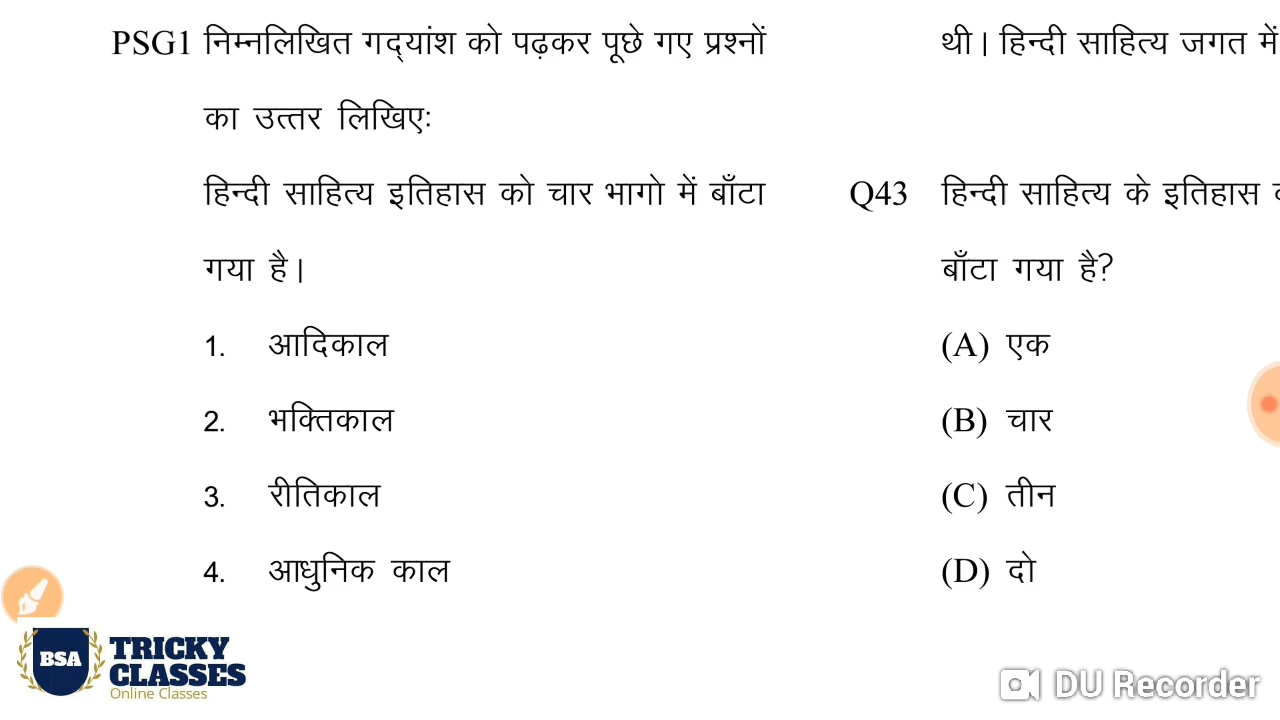 PSG1 निम्नलिखित गद्यांश को पढ़कर पूछे गए प्रश्नों
का उत्तर लिखिएः
हिन्दी साहित्य इतिहास को चार भागो में बाँटा
गया है।
1. आदिकाल
2. भक्तिकाल
3. रीतिकाल
4. आधुनिक काल
थी। हिन्दी साहित्य जगत में
Q43 हिन्दी साहित्य के इतिहास
बाँटा गया है?
(A) एक
(B) चार
(C) तीन
(D) दो
BSA
TRICKY
CLASSES
Online Classes
DU Recorder